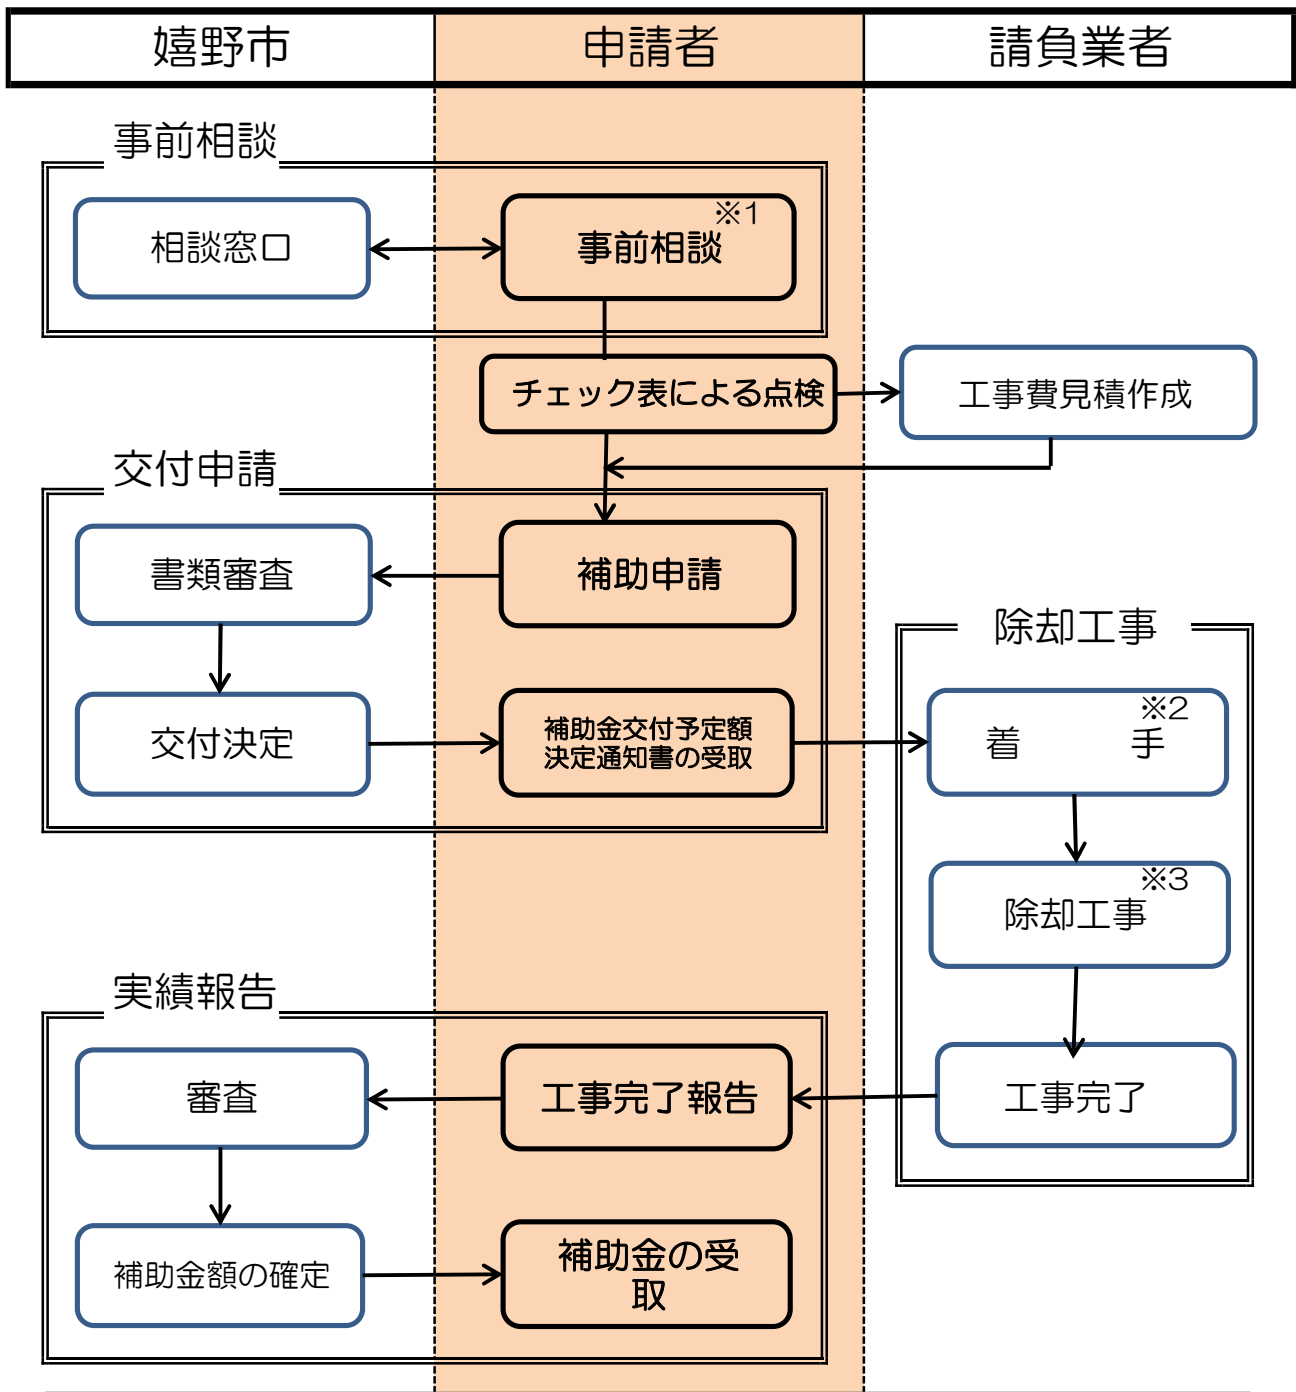 嬉野市 申請者 請負業者
事前相談
相談窓口
※1
事前相談
チェック表による点検
工事費見積作成
交付申請
書類審査
補助申請
交付決定
補助金交付予定額
決定通知書の受取
除却工事
※2
着 手
※3
除却工事
工事完了
実績報告
審査
工事完了報告
補助金額の確定
補助金の受
取